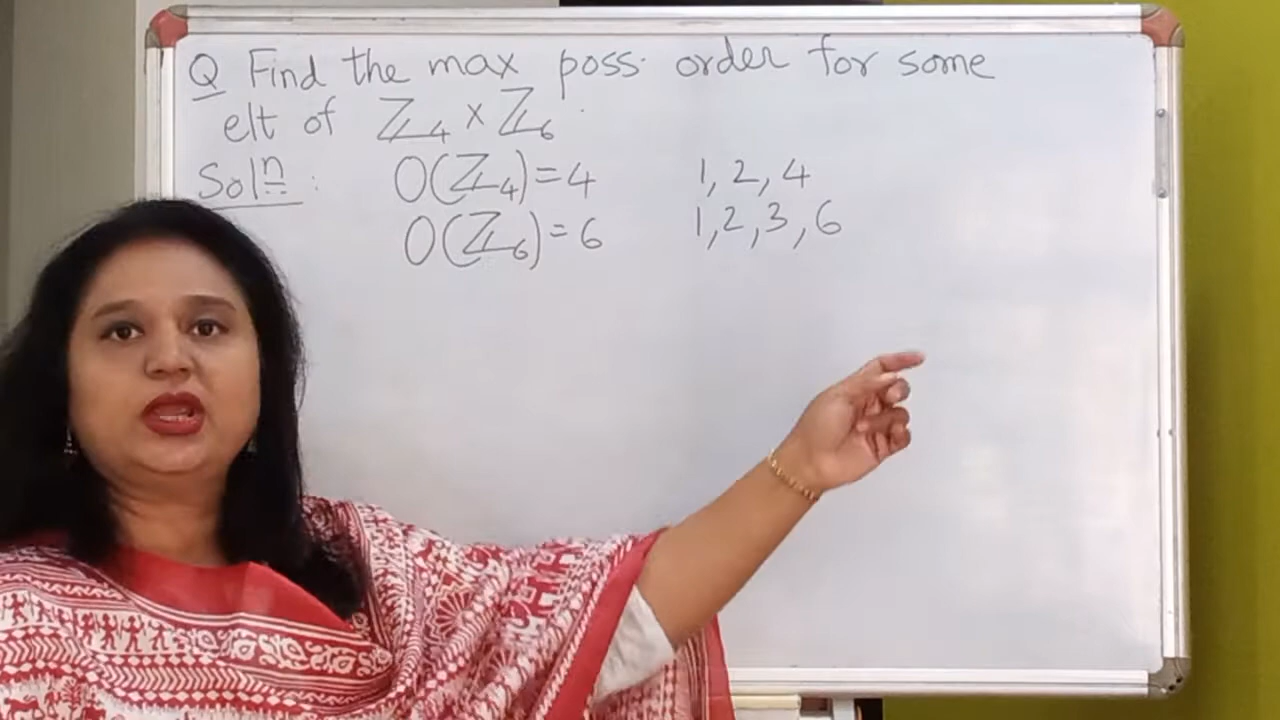 Q Find the max poss. order for some
elt of ℤ₄ × ℤ₆.
Solⁿ: O(ℤ₄) = 4 1, 2, 4
O(ℤ₆) = 6 1, 2, 3, 6